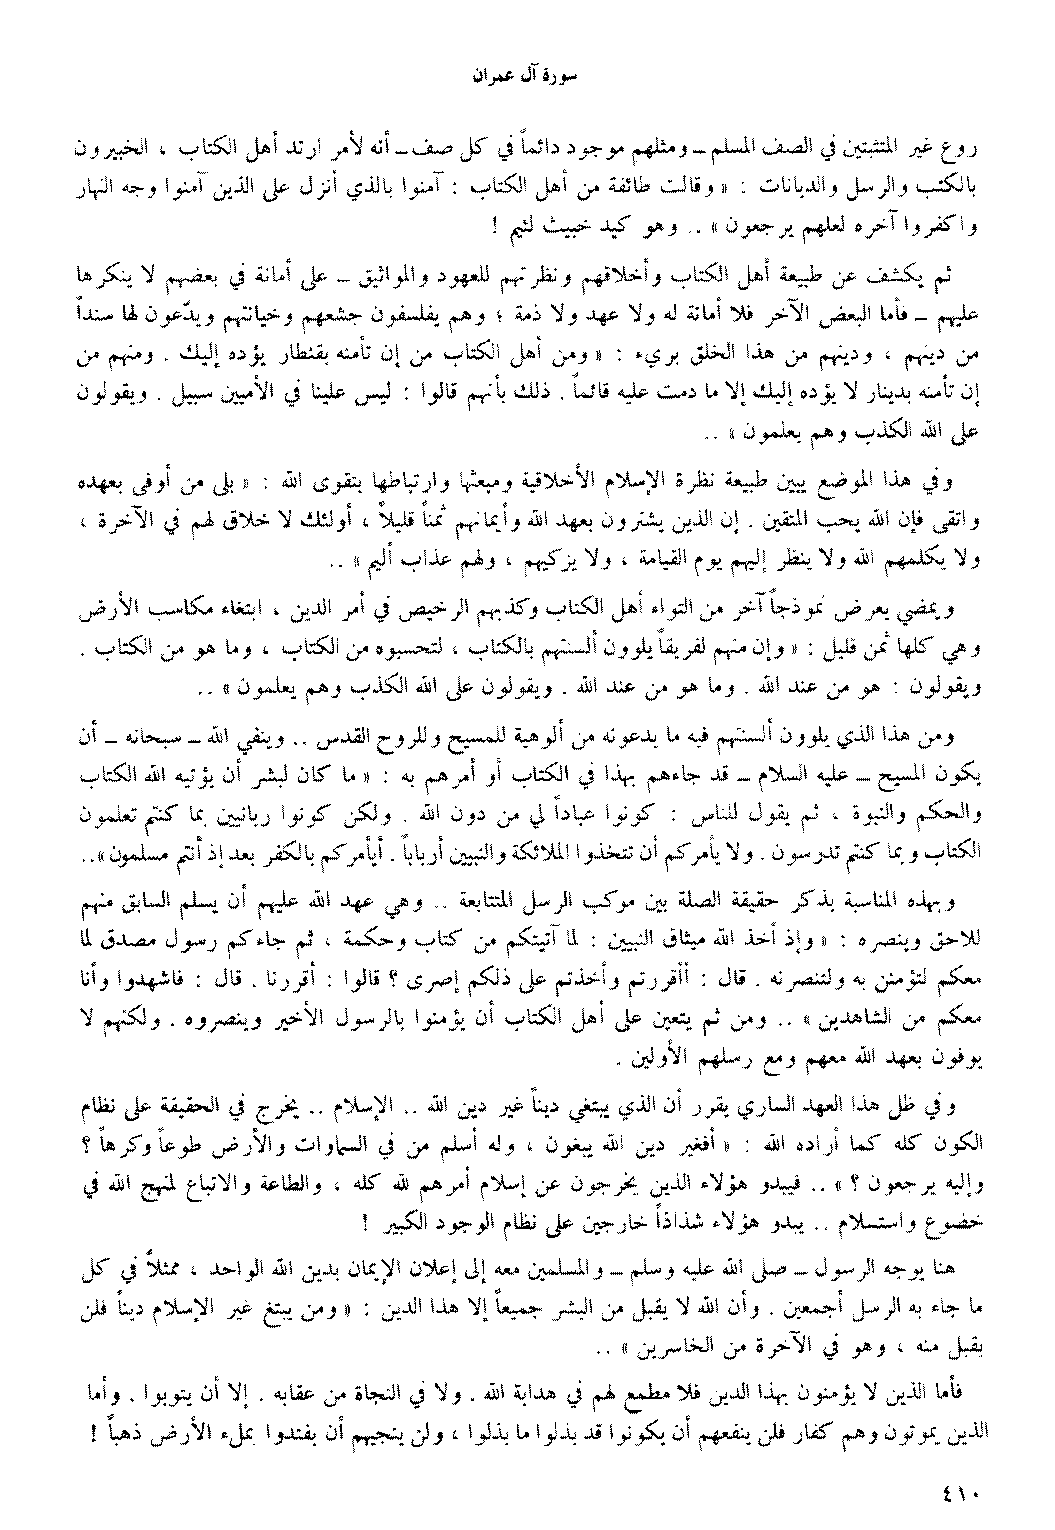 سورة آل عمران
روع غير المتثبتين في الصف المسلم ــ ومثلهم موجود دائماً في كل صف ــ أنه لأمر ارتد أهل الكتاب ، الخبيرون
بالكتب والرسل والديانات : « وقالت طائفة من أهل الكتاب : آمنوا بالذي أنزل على الذين آمنوا وجه النهار
واكفروا آخره لعلهم يرجعون » .. وهو كيد خبيث لئيم !
ثم يكشف عن طبيعة أهل الكتاب وأخلاقهم ونظرتهم للعهود والمواثيق ــ على أمانة في بعضهم لا ينكرها
عليهم ــ فأما البعض الآخر فلا أمانة له ولا عهد ولا ذمة ؛ وهم يفلسفون جشعهم وخيانتهم ويدّعون لها سنداً
من دينهم ، ودينهم من هذا الخلق بريء : « ومن أهل الكتاب من إن تأمنه بقنطار يؤده إليك . ومنهم من
إن تأمنه بدينار لا يؤده إليك إلا ما دمت عليه قائماً . ذلك بأنهم قالوا : ليس علينا في الأميين سبيل . ويقولون
على الله الكذب وهم يعلمون » ..
وفي هذا الموضع يبين طبيعة نظرة الإسلام الأخلاقية ومبعثها وارتباطها بتقوى الله : « بلى من أوفى بعهده
واتقى فإن الله يحب المتقين . إن الذين يشترون بعهد الله وأيمانهم ثمناً قليلاً ، أولئك لا خلاق لهم في الآخرة ،
ولا يكلمهم الله ولا ينظر إليهم يوم القيامة ، ولا يزكيهم ، ولهم عذاب أليم » ..
ويمضي يعرض نموذجاً آخر من التواء أهل الكتاب وكذبهم الرخيص في أمر الدين ، ابتغاء مكاسب الأرض
وهي كلها ثمن قليل : « وإن منهم لفريقاً يلوون ألسنتهم بالكتاب ، لتحسبوه من الكتاب ، وما هو من الكتاب .
ويقولون : هو من عند الله . وما هو من عند الله . ويقولون على الله الكذب وهم يعلمون » ..
ومن هذا الذي يلوون ألسنتهم فيه ما يدعونه من ألوهية للمسيح وللروح القدس .. وينفي الله ــ سبحانه ــ أن
يكون المسيح ــ عليه السلام ــ قد جاءهم بهذا في الكتاب أو أمرهم به : « ما كان لبشر أن يؤتيه الله الكتاب
والحكم والنبوة ، ثم يقول للناس : كونوا عباداً لي من دون الله . ولكن كونوا ربانيين بما كنتم تعلمون
الكتاب وبما كنتم تدرسون . ولا يأمركم أن تتخذوا الملائكة والنبيين أرباباً . أيأمركم بالكفر بعد إذ أنتم مسلمون» ..
وبهذه المناسبة يذكر حقيقة الصلة بين موكب الرسل المتتابعة .. وهي عهد الله عليهم أن يسلم السابق منهم
للاحق وينصره : « وإذ أخذ الله ميثاق النبيين : لما آتيتكم من كتاب وحكمة ، ثم جاءكم رسول مصدق لما
معكم لتؤمنن به ولتنصرنه . قال : أأقررتم وأخذتم على ذلكم إصرى ؟ قالوا : أقررنا . قال : فاشهدوا وأنا
معكم من الشاهدين » .. ومن ثم يتعين على أهل الكتاب أن يؤمنوا بالرسول الأخير وينصروه . ولكنهم لا
يوفون بعهد الله معهم ومع رسلهم الأولين .
وفي ظل هذا العهد الساري يقرر أن الذي يبتغي ديناً غير دين الله .. الإسلام .. يخرج في الحقيقة على نظام
الكون كله كما أراده الله : « أفغير دين الله يبغون ، وله أسلم من في السماوات والأرض طوعاً وكرهاً ؟
وإليه يرجعون ؟ » .. فيبدو هؤلاء الذين يخرجون عن إسلام أمرهم لله كله ، والطاعة والاتباع لمنهج الله في
خضوع واستسلام .. يبدو هؤلاء شذاذاً خارجين على نظام الوجود الكبير !
هنا يوجه الرسول ــ صلى الله عليه وسلم ــ والمسلمين معه إلى إعلان الإيمان بدين الله الواحد ، ممثلاً في كل
ما جاء به الرسل أجمعين . وأن الله لا يقبل من البشر جميعاً إلا هذا الدين : « ومن يبتغ غير الإسلام ديناً فلن
يقبل منه ، وهو في الآخرة من الخاسرين » ..
فأما الذين لا يؤمنون بهذا الدين فلا مطمع لهم في هداية الله . ولا في النجاة من عقابه . إلا أن يتوبوا . وأما
الذين يموتون وهم كفار فلن ينفعهم أن يكونوا قد بذلوا ما بذلوا ، ولن ينجيهم أن يفتدوا بملء الأرض ذهباً !
٤١٠